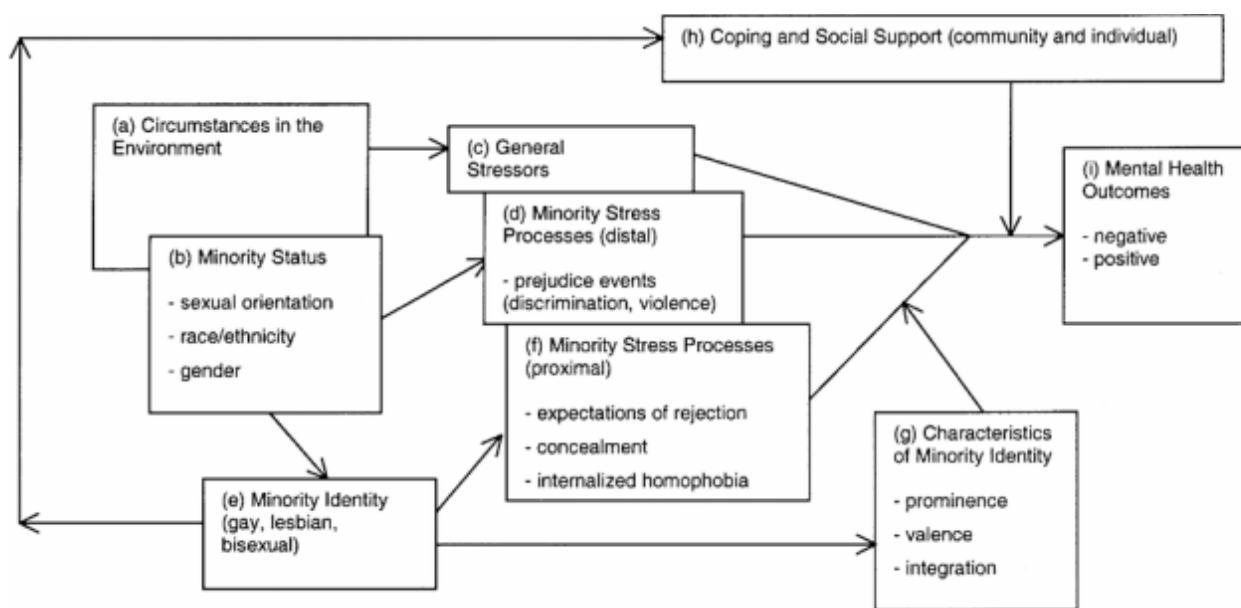 (h) Coping and Social Support (community and individual)
(a) Circumstances in the
Environment
(c) General
Stressors
(i) Mental Health
Outcomes
- negative
- positive
(d) Minority Stress
Processes (distal)
- prejudice events
(discrimination, violence)
(b) Minority Status
- sexual orientation
- race/ethnicity
- gender
(f) Minority Stress Processes
(proximal)
- expectations of rejection
- concealment
- internalized homophobia
(g) Characteristics
of Minority Identity
- prominence
- valence
- integration
(e) Minority Identity
(gay, lesbian,
bisexual)